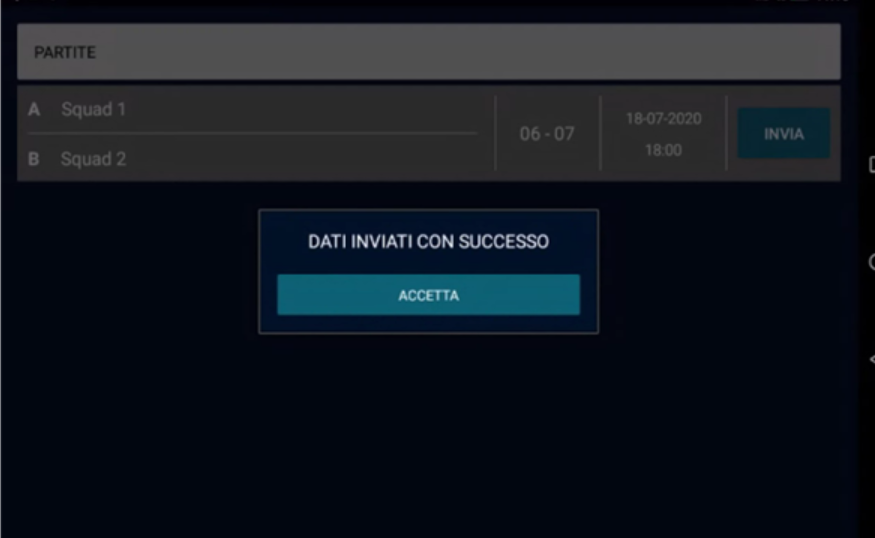 PARTITE
A Squad 1
B Squad 2
06 - 07
18-07-2020
18:00
INVIA
DATI INVIATI CON SUCCESSO
ACCETTA